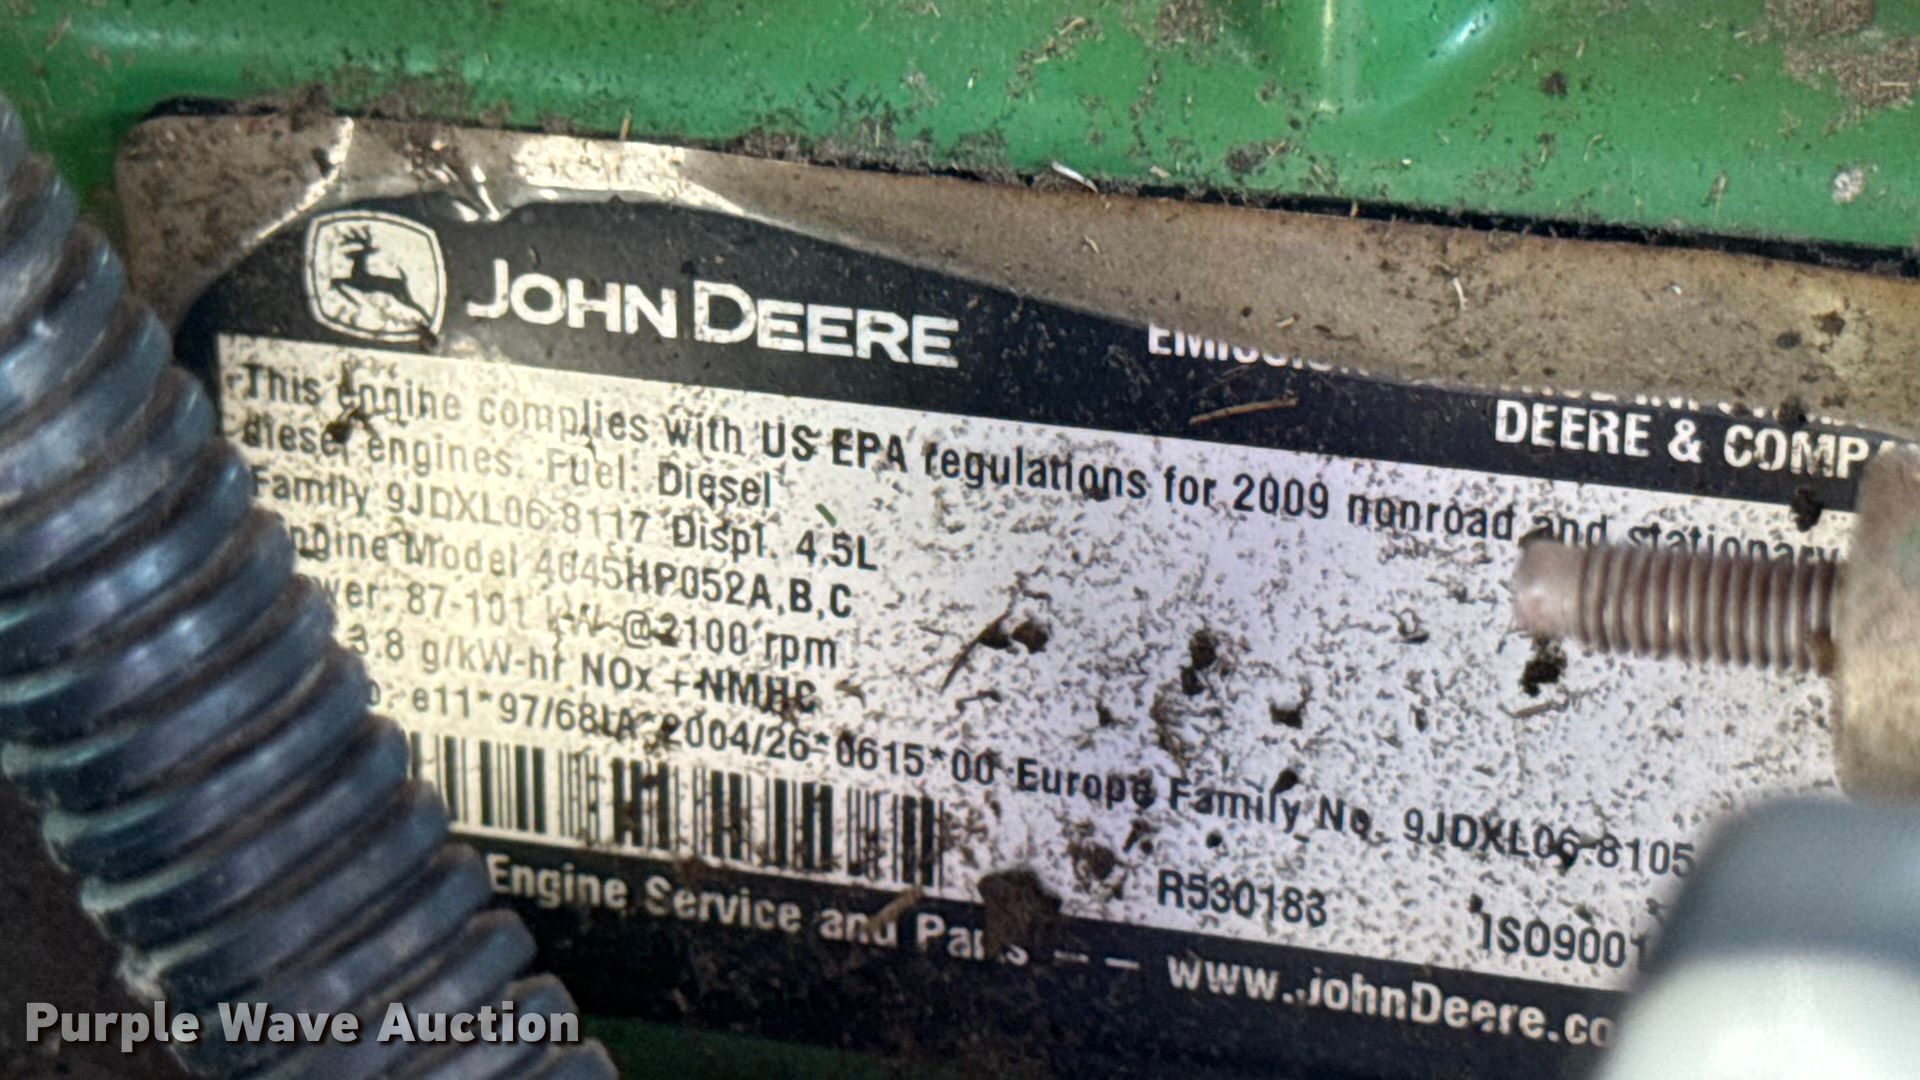 JOHN DEERE
DEERE & COMP
This engine complies with US EPA regulations for 2009 nonroad and stationary
diesel engines. Fuel: Diesel
Family 9JDXL06.8117 Displ. 4.5L
ngine Model 4045HP052A,B,C
wer: 87-101 kW @2100 rpm
3.8 g/kW-hr NOx + NMHC
e11*97/68LA*2004/26*0615*00 Europe Family No. 9JDXL06.8105
R530183 ISO9001
Engine Service and Parts -- www.JohnDeere.co
Purple Wave Auction